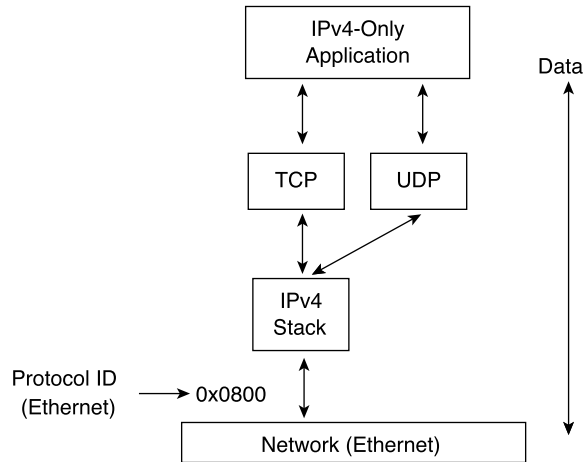 IPv4-Only
Application
Data
TCP
UDP
IPv4
Stack
Protocol ID
(Ethernet)
0x0800
Network (Ethernet)